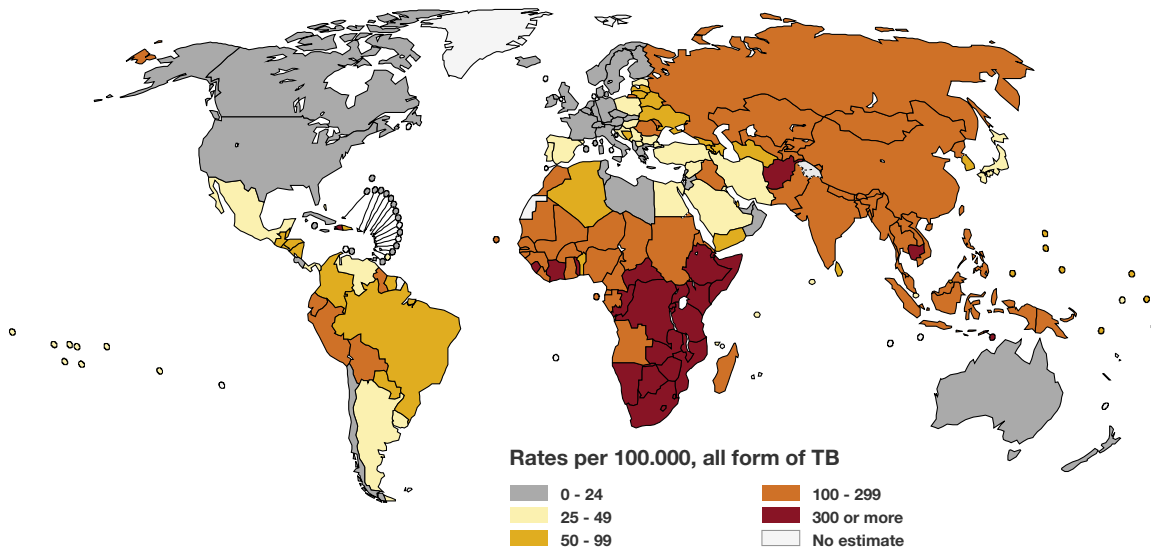 Rates per 100.000, all form of TB
0 - 24
25 - 49
50 - 99
100 - 299
300 or more
No estimate